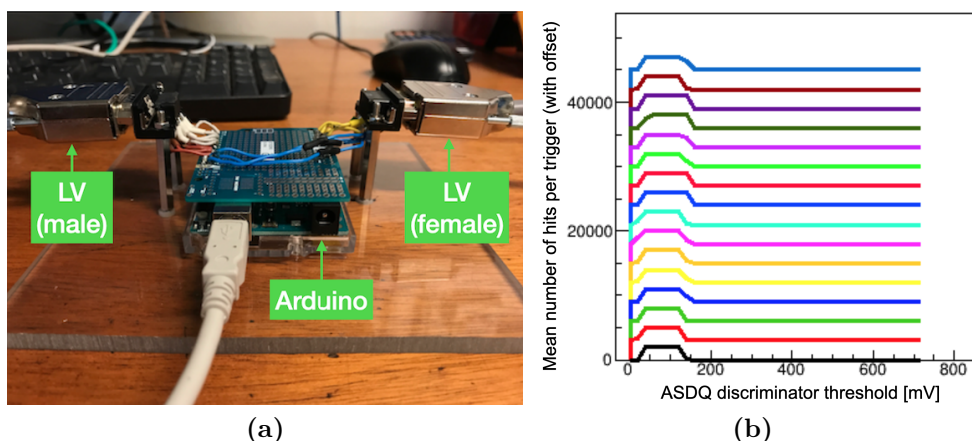 LV
(male)
LV
(female)
Arduino
(a)
(b)
Mean number of hits per trigger (with offset)
40000
20000
0
0
200
400
600
800
ASDQ discriminator threshold [mV]
(b)